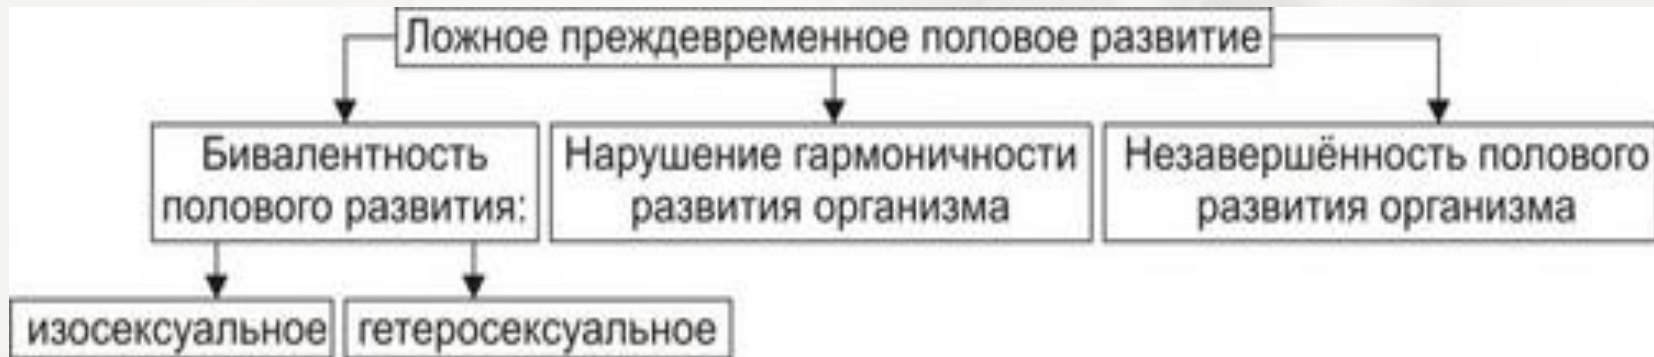 Ложное преждевременное половое развитие
Бивалентность
полового развития:
Нарушение гармоничности
развития организма
Незавершённость полового
развития организма
изосексуальное
гетеросексуальное